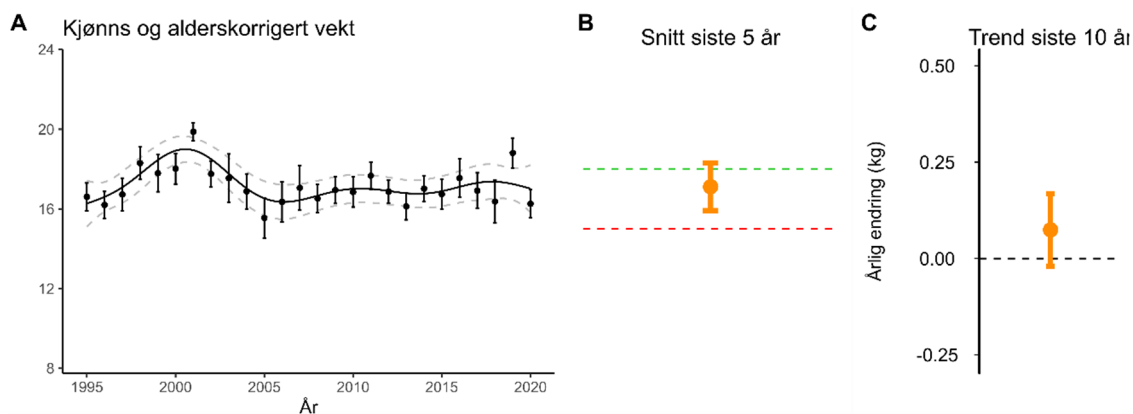 A
Kjønns og alderskorrigert vekt
24
20
16
12
8
1995
2000
2005
2010
2015
2020
År
B
Snitt siste 5 år
C
Trend siste 10 år
0.50
0.25
0.00
-0.25
Årlig endring (kg)